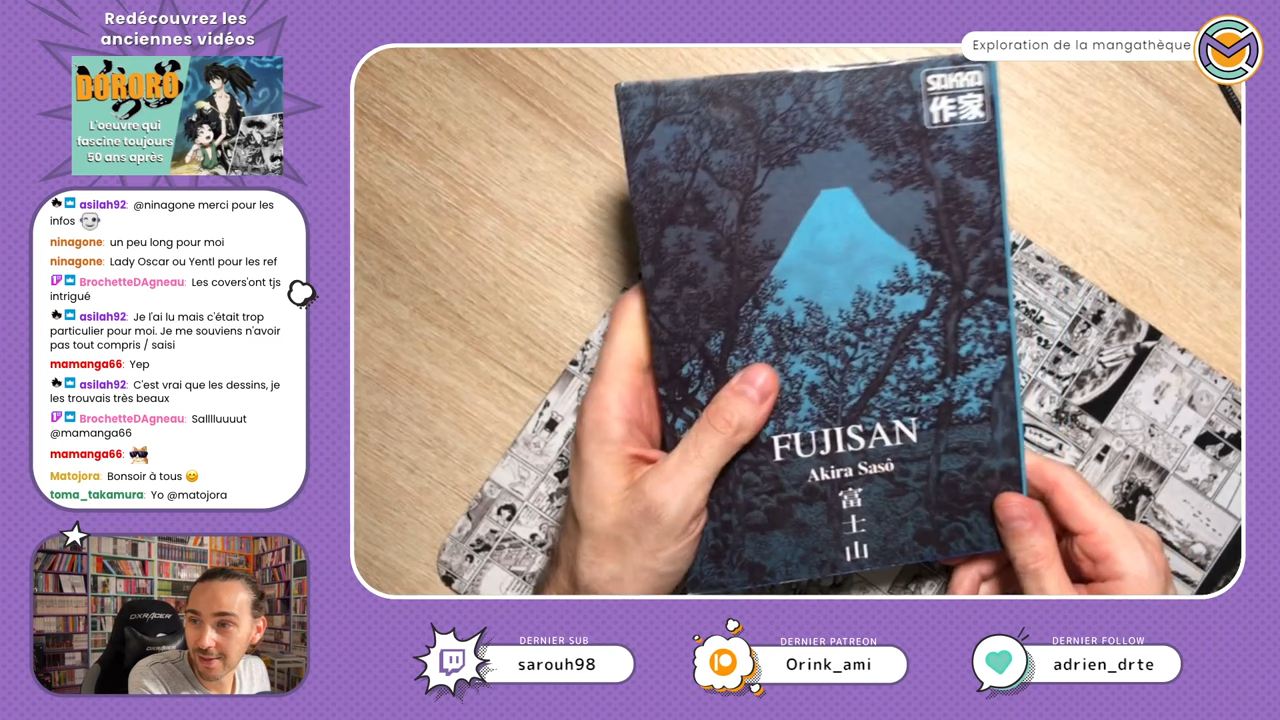 Redécouvrez les
anciennes vidéos
DORORO
L'oeuvre qui
fascine toujours
50 ans après
asilah92: @ninagone merci pour les
infos
ninagone: un peu long pour moi
ninagone: Lady Oscar ou Yentl pour les ref
BrochetteDAgneau: Les covers'ont tjs
intrigué
asilah92: Je l'ai lu mais c'était trop
particulier pour moi. Je me souviens n'avoir
pas tout compris / saisi
mamanga66: Yep
asilah92: C'est vrai que les dessins, je
les trouvais très beaux
BrochetteDAgneau: Salllluuuut
@mamanga66
mamanga66:
Matojora: Bonsoir à tous
toma_takamura: Yo @matojora
DXRACER
Exploration de la mangathèque
SAKKA
作家
FUJISAN
Akira Sasô
富
士
山
DERNIER SUB
sarouh98
DERNIER PATREON
Orink_ami
DERNIER FOLLOW
adrien_drte